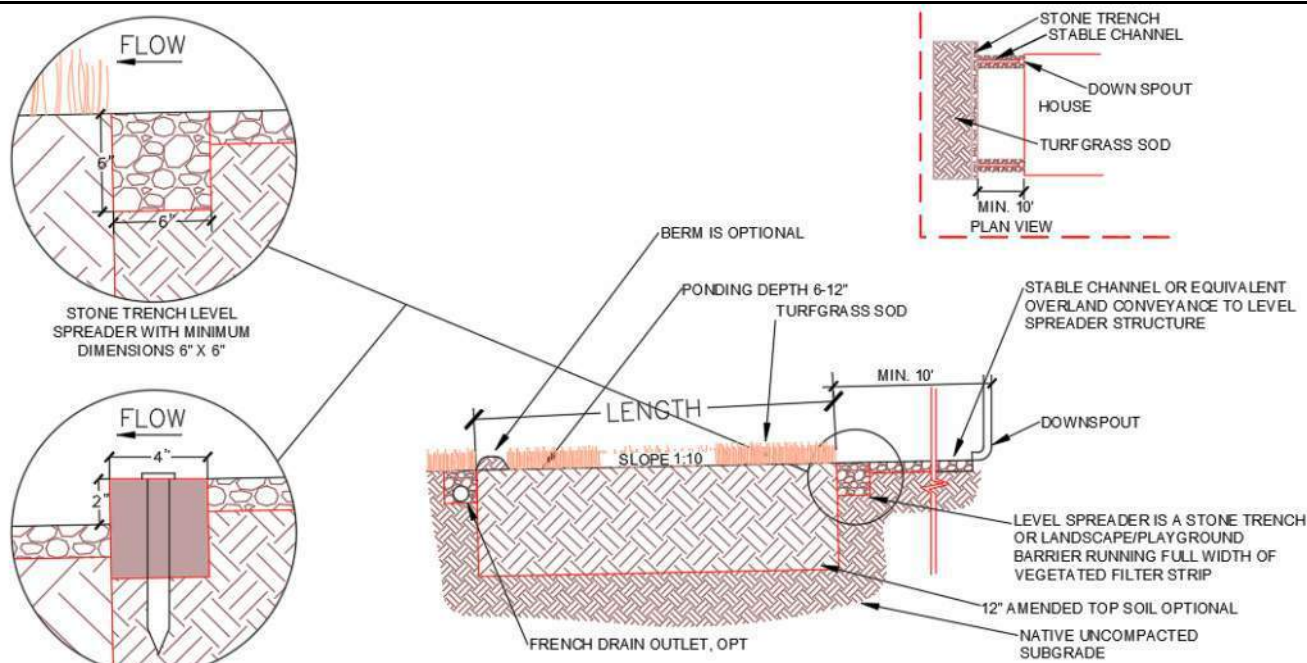 FLOW
6"
6"
STONE TRENCH LEVEL
SPREADER WITH MINIMUM
DIMENSIONS 6" X 6"
FLOW
4"
2"
STONE TRENCH
STABLE CHANNEL
DOWN SPOUT
HOUSE
TURFGRASS SOD
MIN. 10'
PLAN VIEW
BERM IS OPTIONAL
PONDING DEPTH 6-12"
TURFGRASS SOD
STABLE CHANNEL OR EQUIVALENT
OVERLAND CONVEYANCE TO LEVEL
SPREADER STRUCTURE
MIN. 10'
LENGTH
DOWNSPOUT
SLOPE 1:10
LEVEL SPREADER IS A STONE TRENCH
OR LANDSCAPE/PLAYGROUND
BARRIER RUNNING FULL WIDTH OF
VEGETATED FILTER STRIP
12" AMENDED TOP SOIL OPTIONAL
FRENCH DRAIN OUTLET, OPT
NATIVE UNCOMPACTED
SUBGRADE